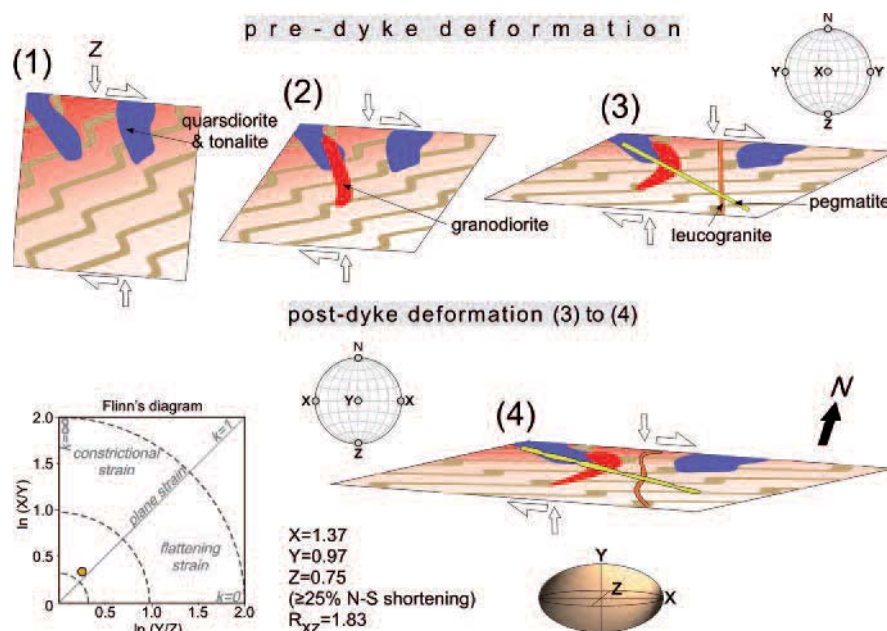 pre-dyke deformation
(1)
Z
quarsdiorite
& tonalite
(2)
granodiorite
(3)
pegmatite
leucogranite
N
Y X Y
Z
post-dyke deformation (3) to (4)
N
X Y X
Z
(4)
N
Flinn's diagram
2.0
1.5
1.0
0.5
0
ln (X/Y)
k=∞
constrictional
strain
k=1
plane strain
flattening
strain
k=0
0.5 1.0 1.5 2.0
ln (Y/Z)
X=1.37
Y=0.97
Z=0.75
(≥25% N-S shortening)
RXZ=1.83
Y
Z
X